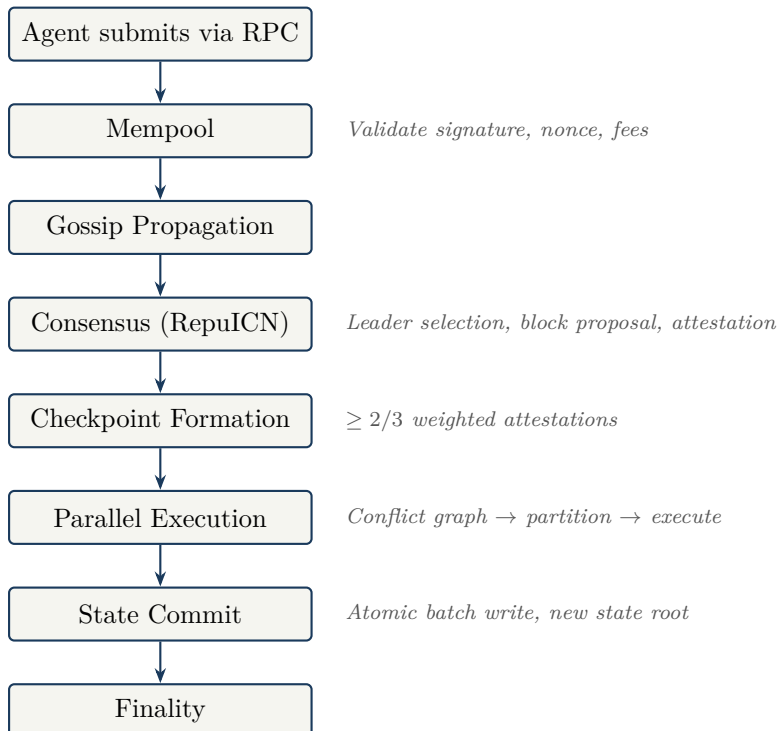 Agent submits via RPC
Mempool
Validate signature, nonce, fees
Gossip Propagation
Consensus (RepuICN)
Leader selection, block proposal, attestation
Checkpoint Formation
≥ 2/3 weighted attestations
Parallel Execution
Conflict graph → partition → execute
State Commit
Atomic batch write, new state root
Finality